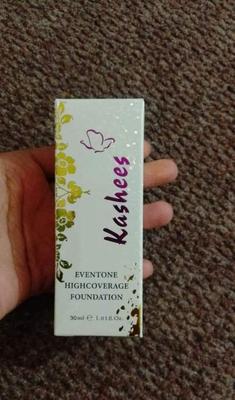 Kashees
EVENTONE
HIGHCOVERAGE
FOUNDATION
30ml ℮ 1.01fl.Oz.